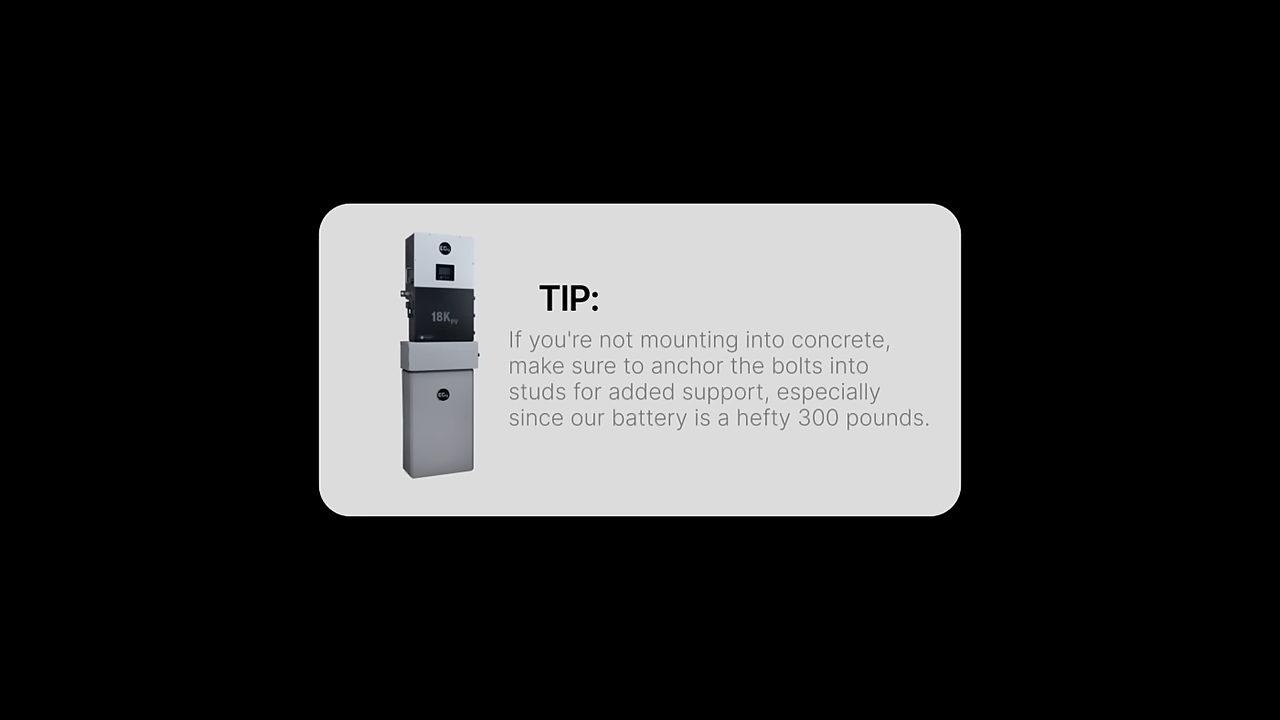 TIP:
If you're not mounting into concrete,
make sure to anchor the bolts into
studs for added support, especially
since our battery is a hefty 300 pounds.
18KPV